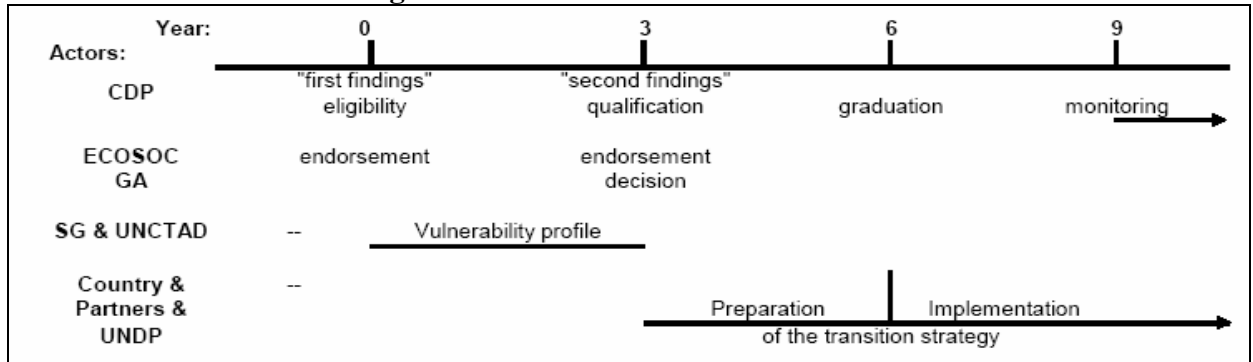 Year: 0 3 6 9
Actors:
CDP "first findings" "second findings"
eligibility qualification graduation monitoring
ECOSOC endorsement endorsement
GA decision
SG & UNCTAD -- Vulnerability profile
Country & --
Partners & Preparation Implementation
UNDP of the transition strategy